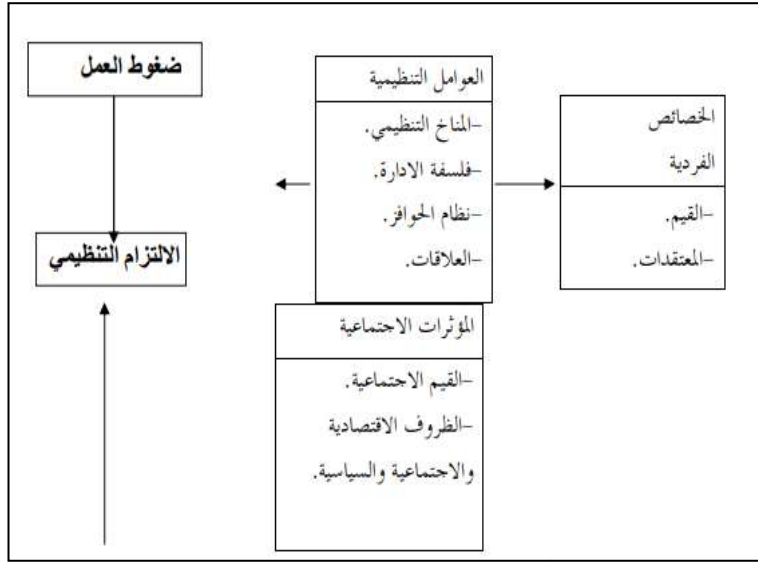 ضغوط العمل
الالتزام التنظيمي
العوامل التنظيمية
-المناخ التنظيمي.
-فلسفة الادارة.
-نظام الحوافز.
-العلاقات.
الخصائص
الفردية
-القيم.
-المعتقدات.
المؤثرات الاجتماعية
-القيم الاجتماعية.
-الظروف الاقتصادية
والاجتماعية والسياسية.